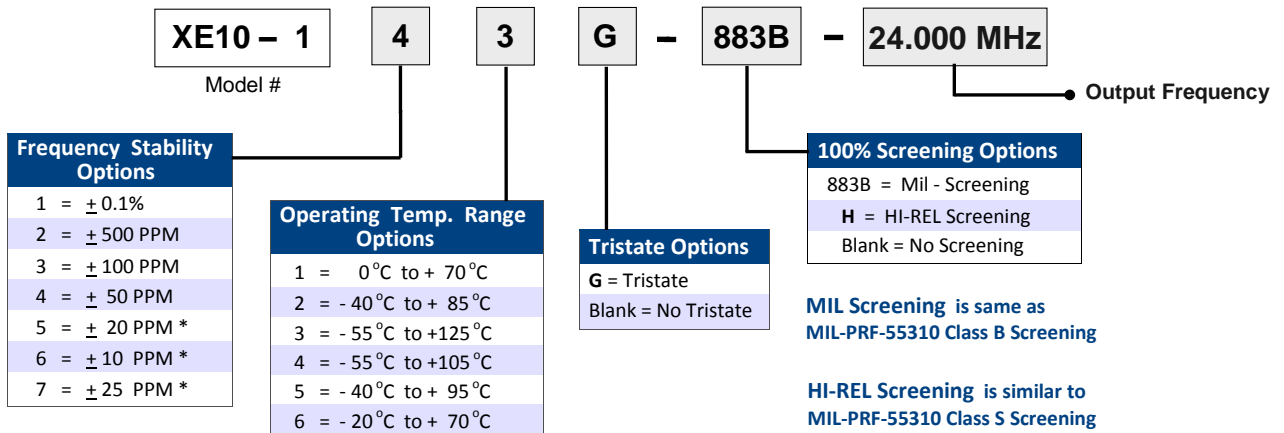 XE10 – 1 4 3 G – 883B – 24.000 MHz
Model #
Output Frequency
Frequency Stability
Options
1 = ± 0.1%
2 = ± 500 PPM
3 = ± 100 PPM
4 = ± 50 PPM
5 = ± 20 PPM *
6 = ± 10 PPM *
7 = ± 25 PPM *
Operating Temp. Range
Options
1 = 0 °C to + 70 °C
2 = - 40 °C to + 85 °C
3 = - 55 °C to +125 °C
4 = - 55 °C to +105 °C
5 = - 40 °C to + 95 °C
6 = - 20 °C to + 70 °C
Tristate Options
G = Tristate
Blank = No Tristate
100% Screening Options
883B = Mil - Screening
H = HI-REL Screening
Blank = No Screening
MIL Screening is same as
MIL-PRF-55310 Class B Screening
HI-REL Screening is similar to
MIL-PRF-55310 Class S Screening